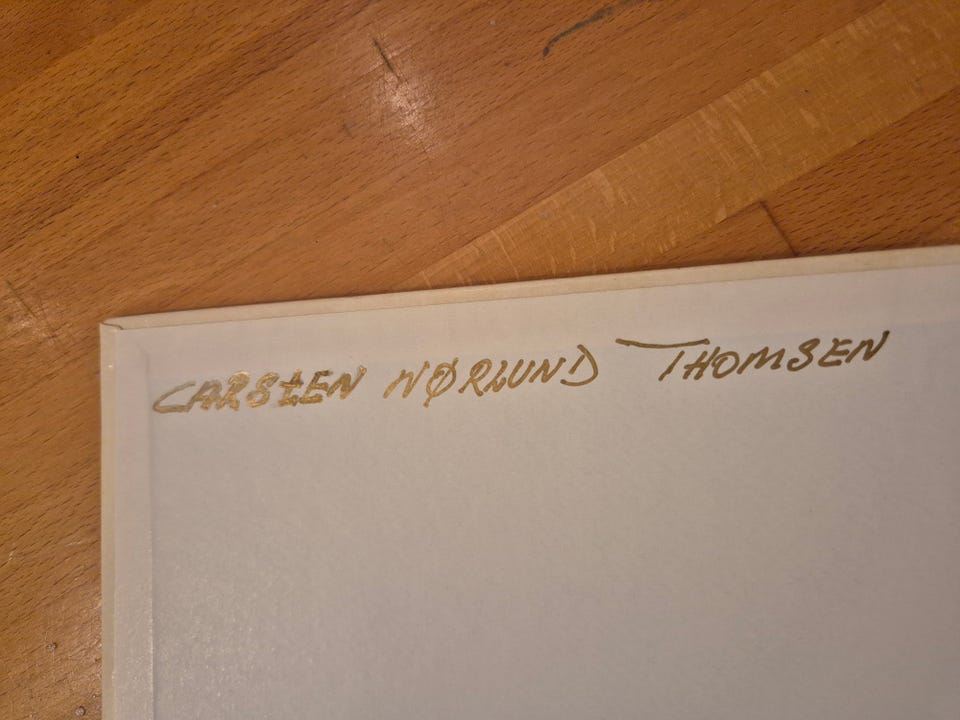 CARSTEN NØRLUND THOMSEN